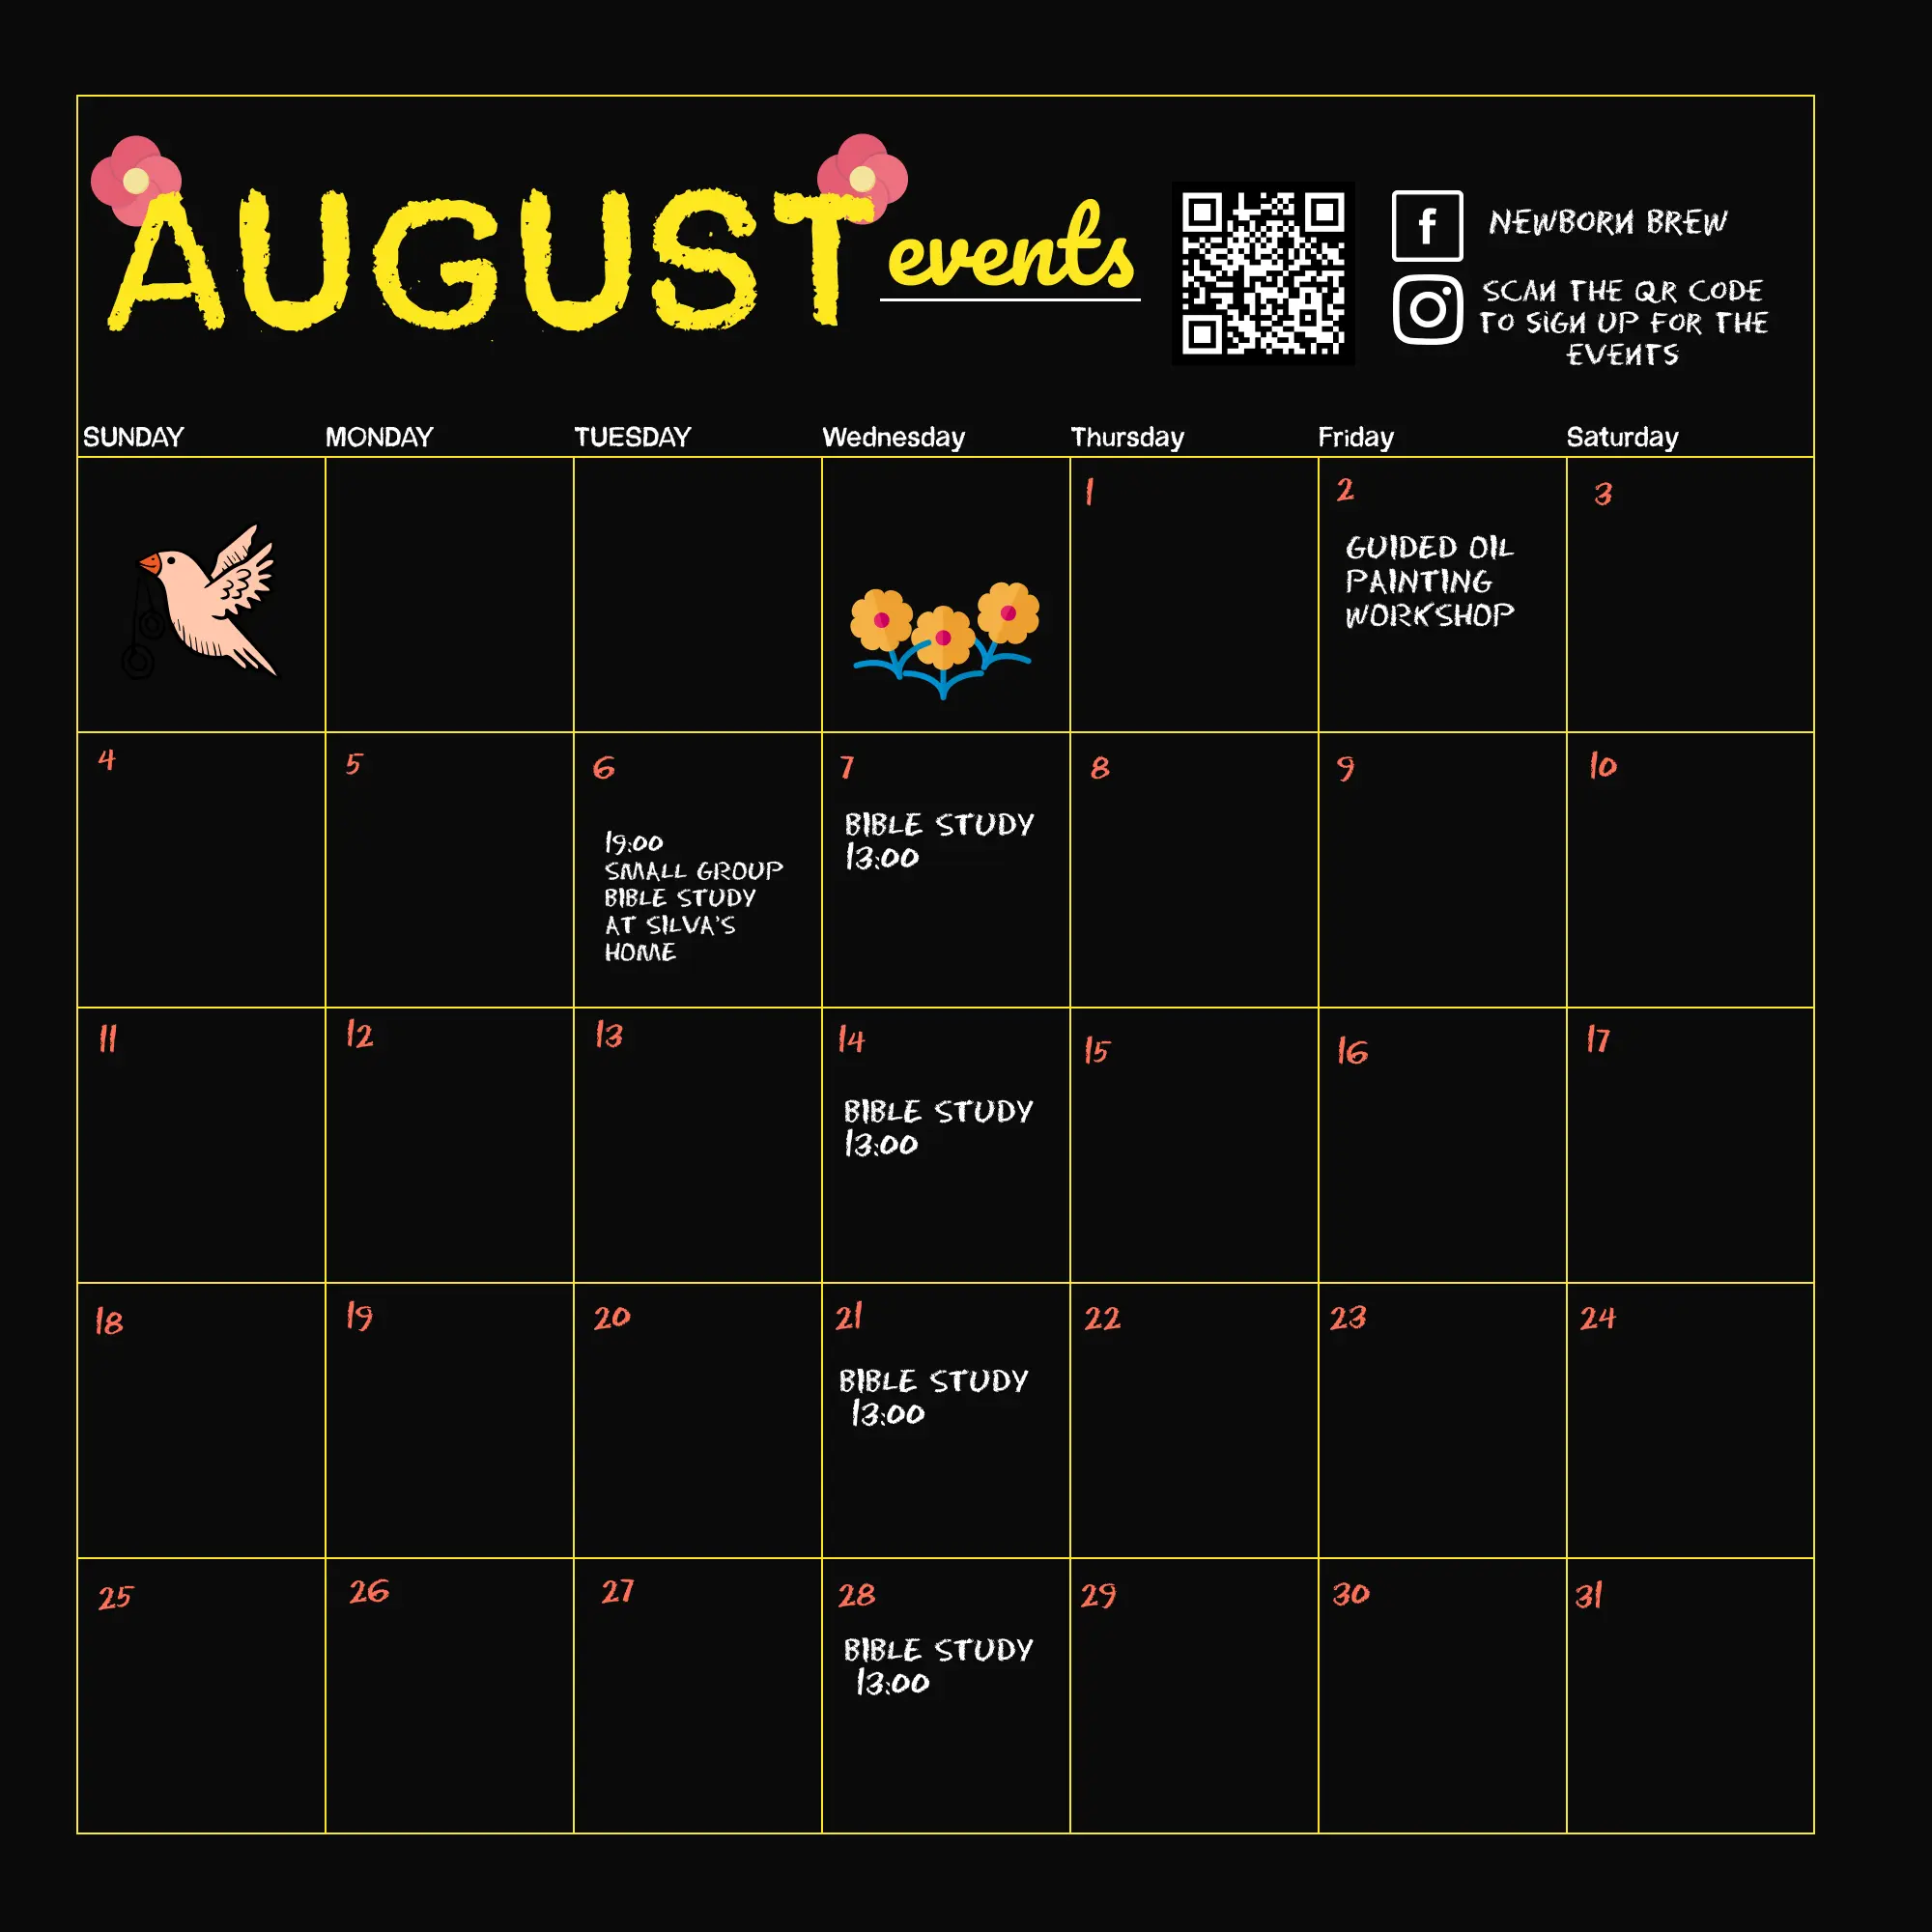 AUGUST
events
NEWBORN BREW
SCAN THE QR CODE
TO SIGN UP FOR THE
EVENTS
SUNDAY
MONDAY
TUESDAY
Wednesday
Thursday
Friday
Saturday
1
2
GUIDED OIL
PAINTING
WORKSHOP
3
4
5
6
19:00
SMALL GROUP
BIBLE STUDY
AT SILVA'S
HOME
7
BIBLE STUDY
13:00
8
9
10
11
12
13
14
BIBLE STUDY
13:00
15
16
17
18
19
20
21
BIBLE STUDY
13:00
22
23
24
25
26
27
28
BIBLE STUDY
13:00
29
30
31